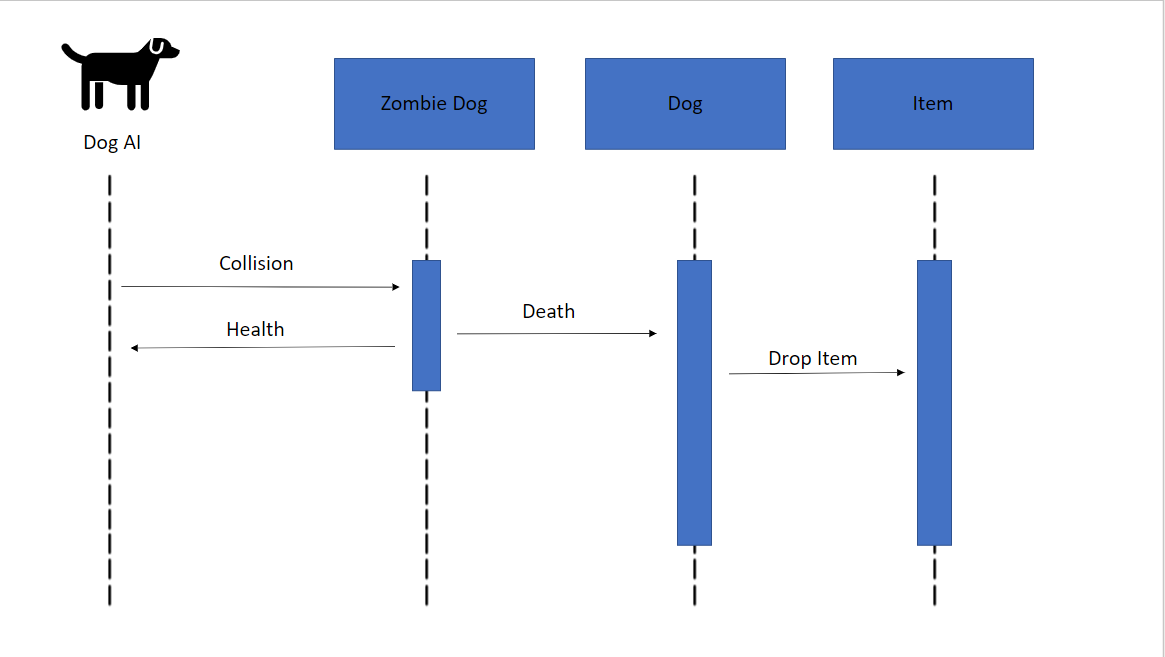 Dog AI
Zombie Dog
Dog
Item
Collision
Health
Death
Drop Item